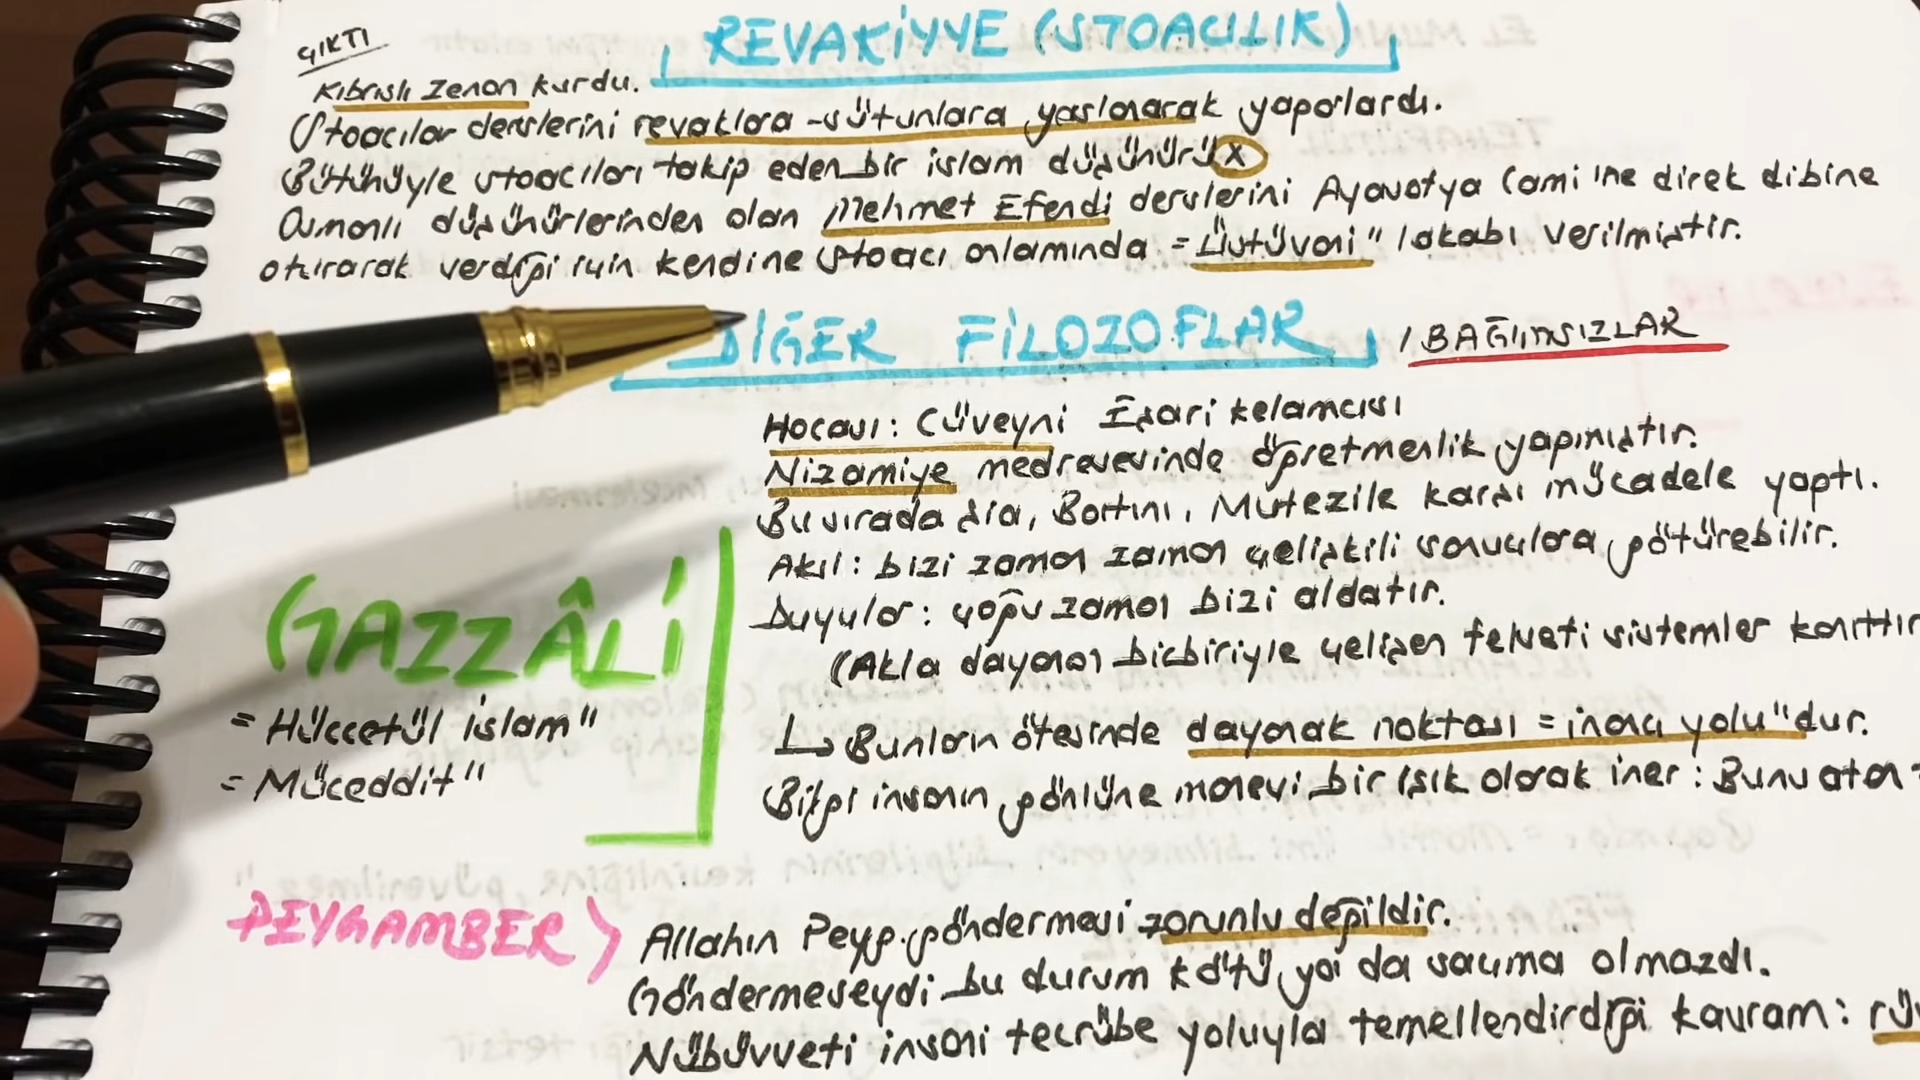 ÇIKTI
REVAKİYYE (STOACILIK)
Kıbrıslı Zenon kurdu.
Stoacılar derslerini revaklara -sütunlara yaslanarak yaparlardı.
Bütünüyle stoacıları takip eden bir islam düşünürü x
Osmanlı düşünürlerinden olan Mehmet Efendi derslerini Ayasofya Cami'ne direk dibine
oturarak verdiği için kendine Stoacı anlamında "Üstüvani" lakabı verilmiştir.
DİĞER FİLOZOFLAR / BAĞIMSIZLAR
Hocası: Cüveyni Eşari kelamcısı
Nizamiye medresesinde öğretmenlik yapmıştır.
Bu sırada şia, Batını, Mutezile karşı mücadele yaptı.
Akıl: bizi zaman zaman çelişkili sonuçlara götürebilir.
Duyular: çoğu zaman bizi aldatır.
(Akla dayanan birbiriyle çelişen felsefi sistemler
GAZZÂLİ
"Hüccetül islam"
"Müceddit"
↳ Bunların ötesinde dayanak noktası "inanç yolu"dur.
Bilgi insanın gönlüne manevi bir ışık olarak iner: Bunu atan
PEYGAMBER
Allahın Peyg. göndermesi zorunlu değildir.
Göndermeseydi bu durum kötü ya da saçma olmazdı.
Nübüvveti insani tecrübe yoluyla temellendirdiği kavram: